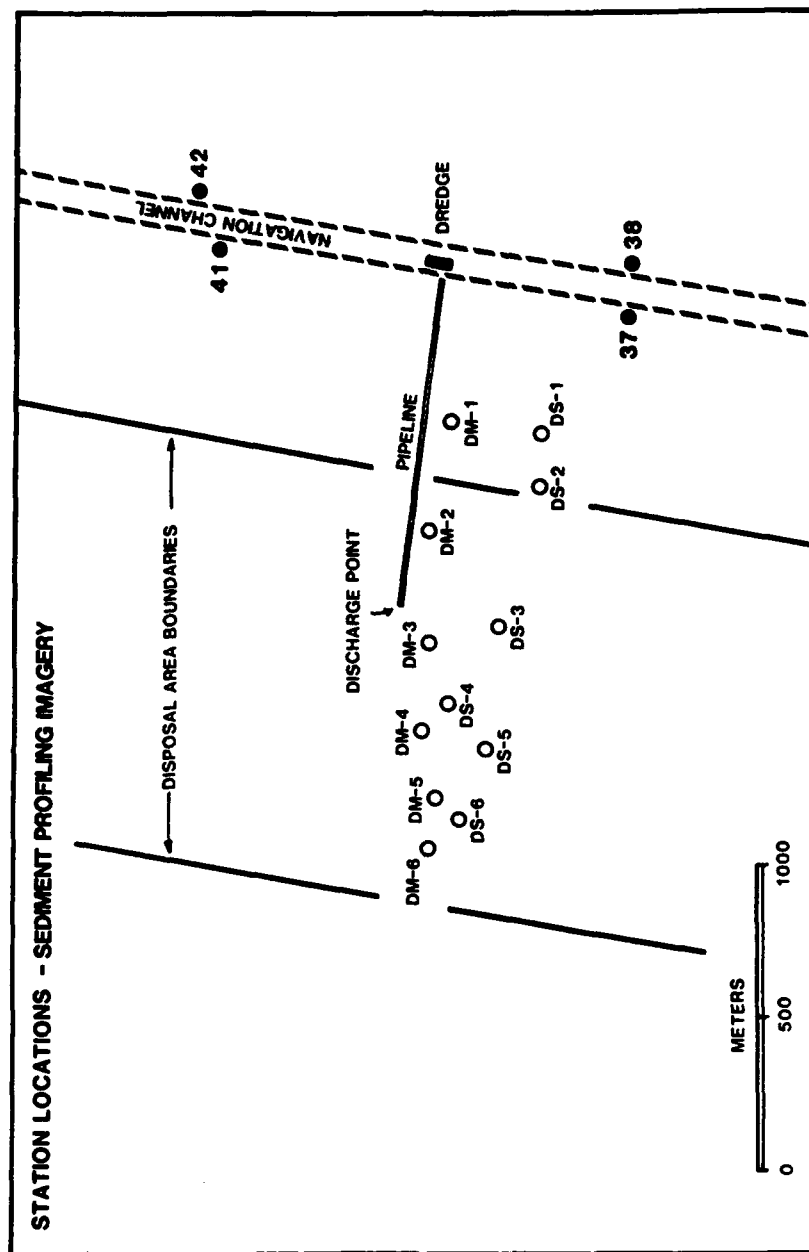 STATION LOCATIONS - SEDIMENT PROFILING IMAGERY
DISPOSAL AREA BOUNDARIES
NAVIGATION CHANNEL
41
42
DISCHARGE POINT
PIPELINE
DREDGE
DM-6
DM-5
DM-4
DM-3
DM-2
DM-1
DS-6
DS-5
DS-4
DS-3
DS-2
DS-1
37
38
METERS
0
500
1000